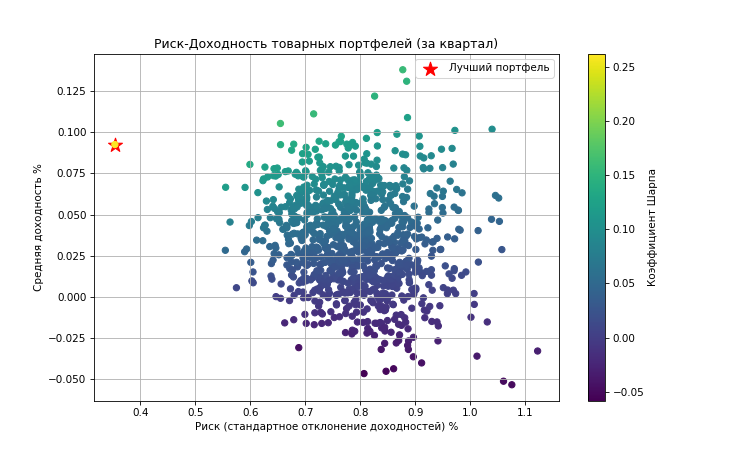 Риск-Доходность товарных портфелей (за квартал)
Лучший портфель
Средняя доходность %
0.125
0.100
0.075
0.050
0.025
0.000
−0.025
−0.050
0.4 0.5 0.6 0.7 0.8 0.9 1.0 1.1
Риск (стандартное отклонение доходностей) %
0.25
0.20
0.15
0.10
0.05
0.00
−0.05
Коэффициент Шарпа